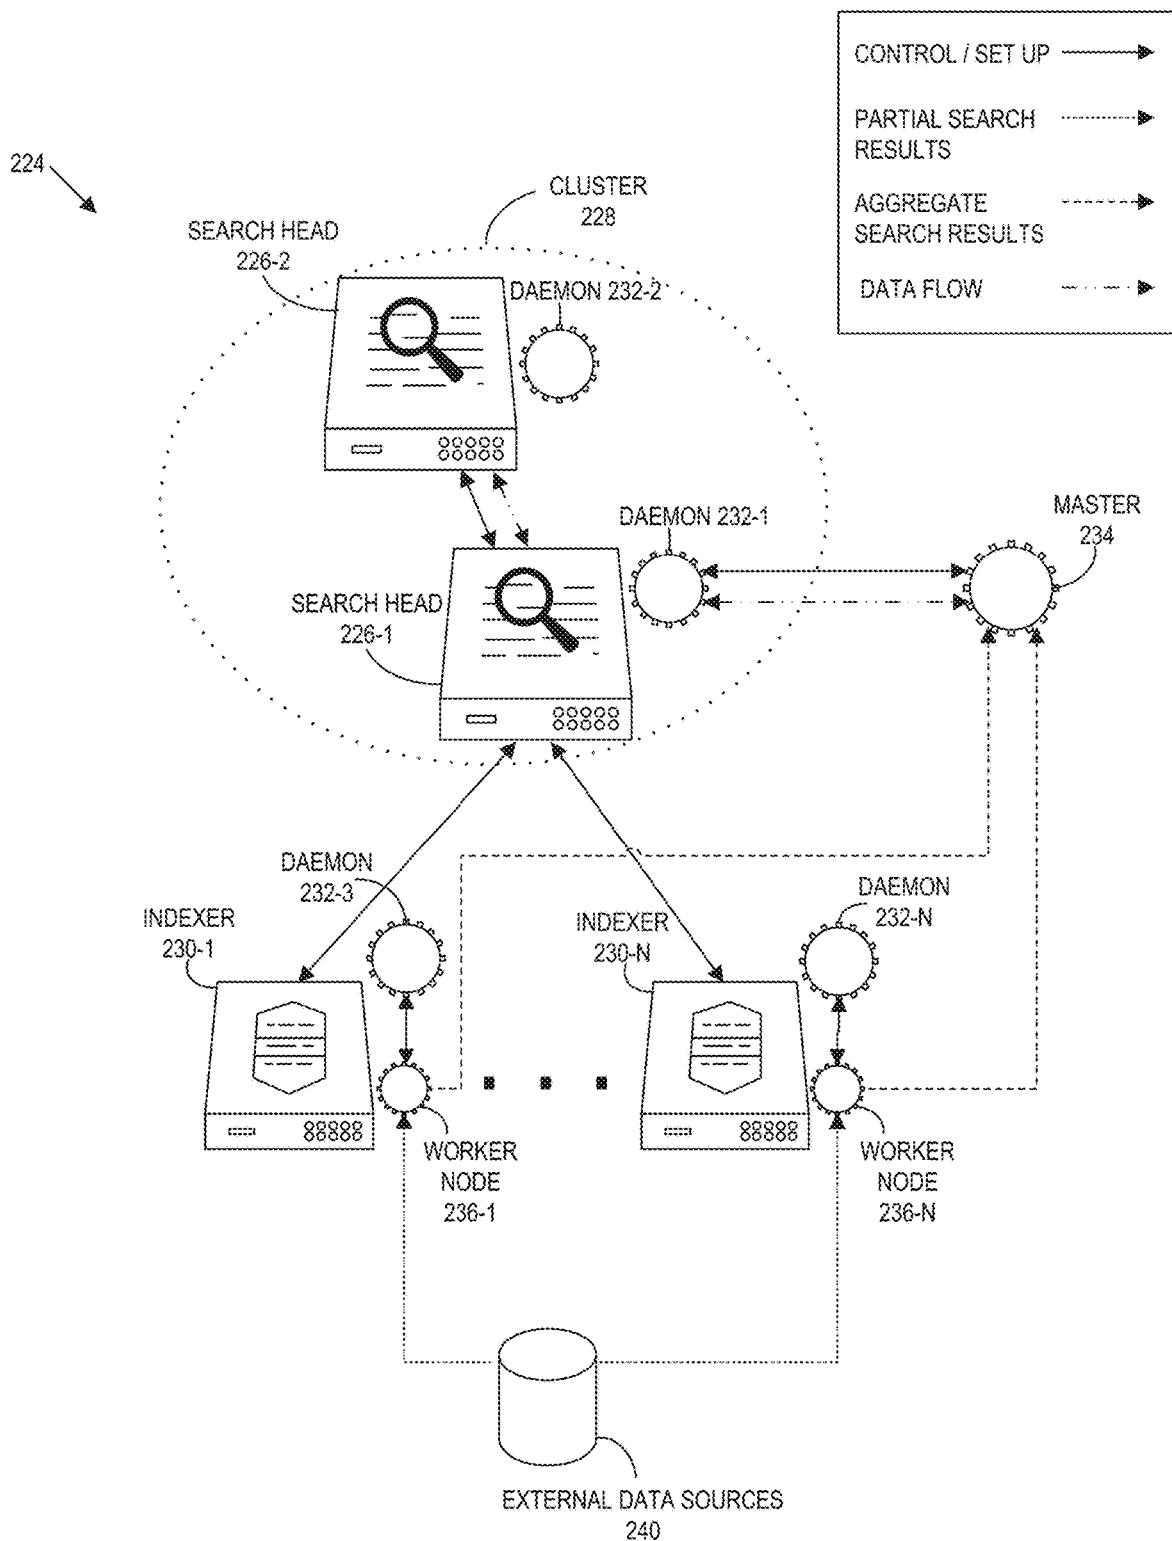 CONTROL / SET UP
PARTIAL SEARCH
RESULTS
AGGREGATE
SEARCH RESULTS
DATA FLOW
224
CLUSTER
228
SEARCH HEAD
226-2
DAEMON 232-2
DAEMON 232-1
MASTER
234
SEARCH HEAD
226-1
DAEMON
232-3
INDEXER
230-1
DAEMON
232-N
INDEXER
230-N
WORKER
NODE
236-1
WORKER
NODE
236-N
EXTERNAL DATA SOURCES
240